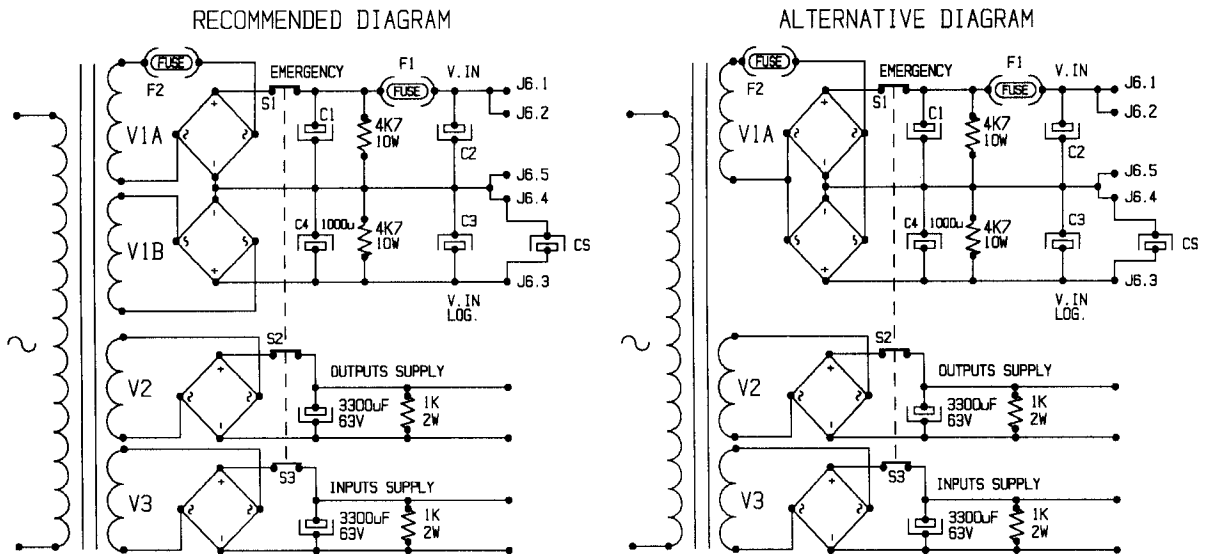 RECOMMENDED DIAGRAM
FUSE
F2
EMERGENCY
S1
F1
FUSE
V.IN
J6.1
J6.2
V1A
C1
4K7
10W
C2
J6.5
J6.4
V1B
C4
1000u
4K7
10W
C3
CS
J6.3
V.IN
LOG.
S2
V2
OUTPUTS SUPPLY
3300uF
63V
1K
2W
S3
V3
INPUTS SUPPLY
3300uF
63V
1K
2W
ALTERNATIVE DIAGRAM
FUSE
F2
EMERGENCY
S1
F1
FUSE
V.IN
J6.1
J6.2
V1A
C1
4K7
10W
C2
J6.5
J6.4
C4
1000u
4K7
10W
C3
CS
J6.3
V.IN
LOG.
S2
V2
OUTPUTS SUPPLY
3300uF
63V
1K
2W
S3
V3
INPUTS SUPPLY
3300uF
63V
1K
2W